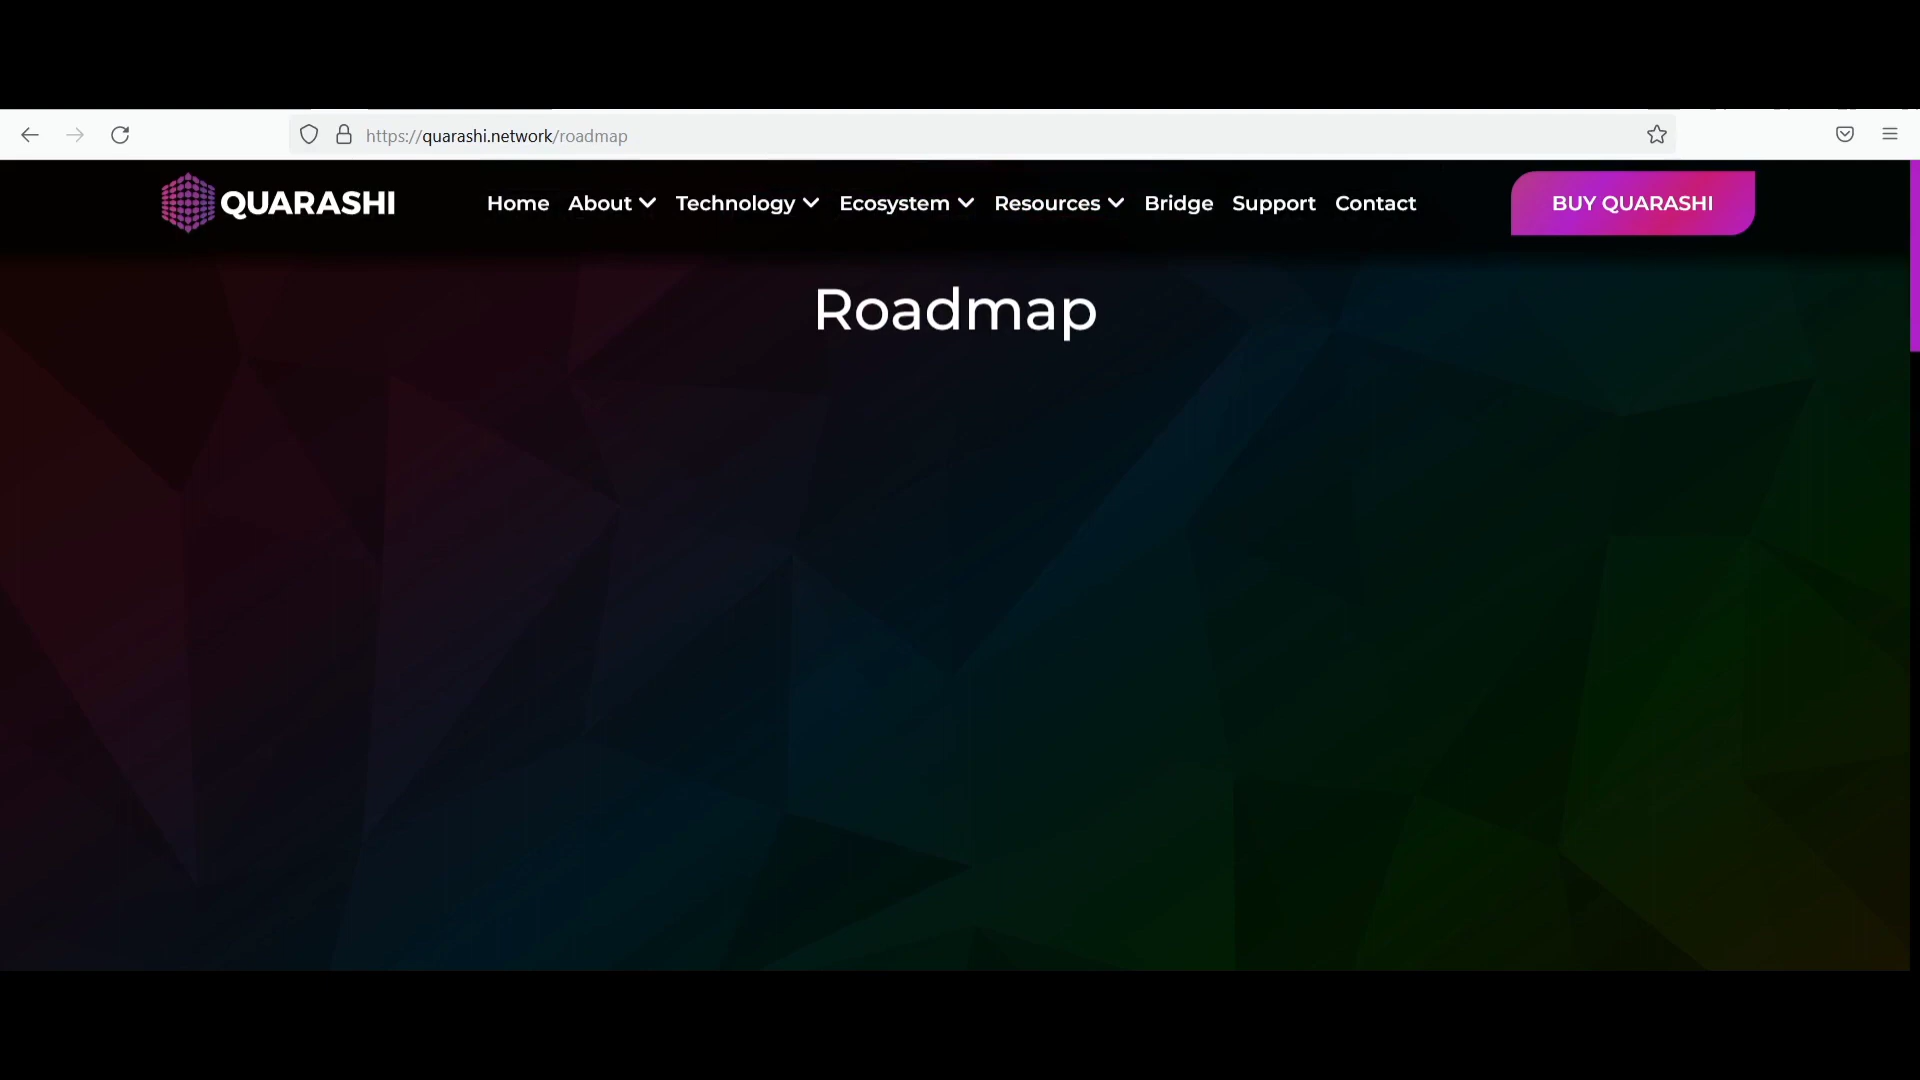 https://quarashi.network/roadmap
QUARASHI
Home About Technology Ecosystem Resources Bridge Support Contact
BUY QUARASHI
Roadmap